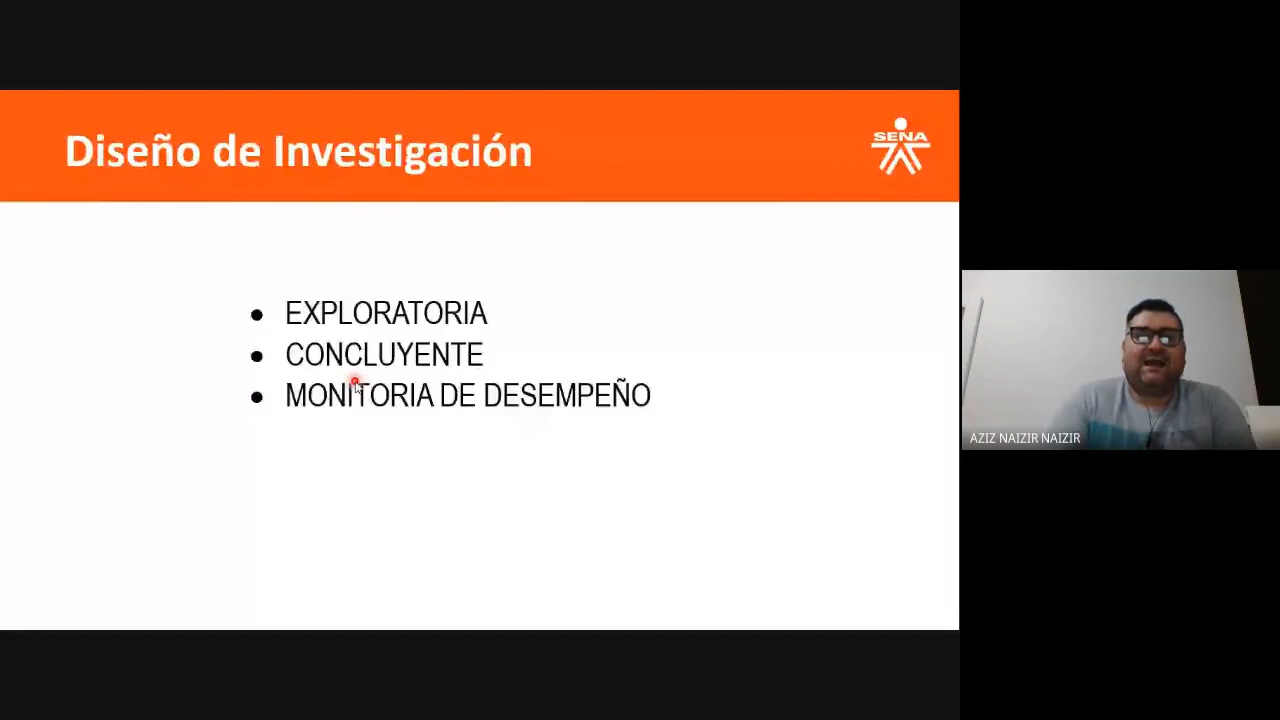 Diseño de Investigación
SENA
EXPLORATORIA
CONCLUYENTE
MONITORIA DE DESEMPEÑO
AZIZ NAIZIR NAIZIR